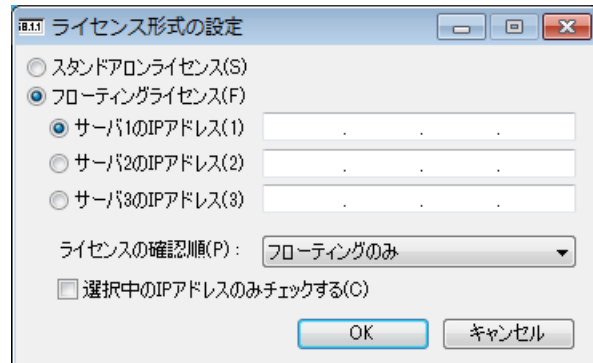 ライセンス形式の設定
スタンドアロンライセンス(S)
フローティングライセンス(F)
サーバ1のIPアドレス(1) . . .
サーバ2のIPアドレス(2) . . .
サーバ3のIPアドレス(3) . . .
ライセンスの確認順(P): フローティングのみ
選択中のIPアドレスのみチェックする(C)
OK キャンセル